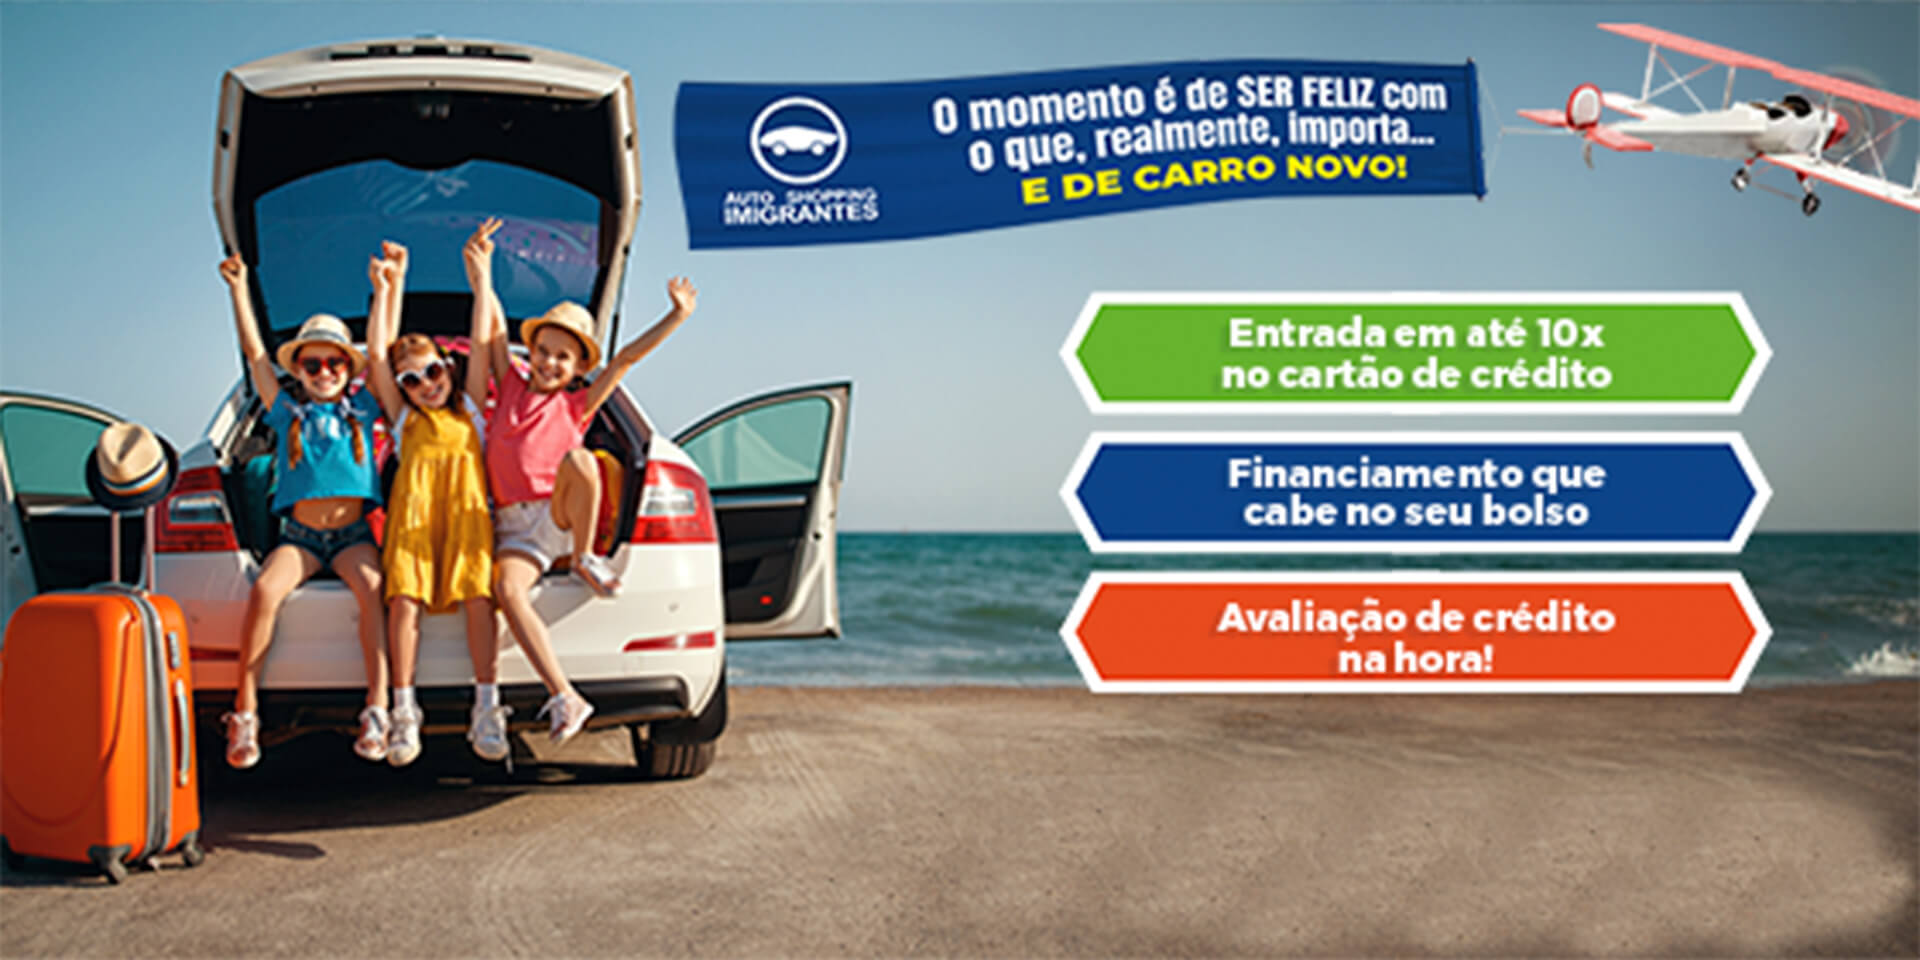 O momento é de SER FELIZ com
o que, realmente, importa...
E DE CARRO NOVO!
AUTO SHOPPING
IMIGRANTES
Entrada em até 10x
no cartão de crédito
Financiamento que
cabe no seu bolso
Avaliação de crédito
na hora!